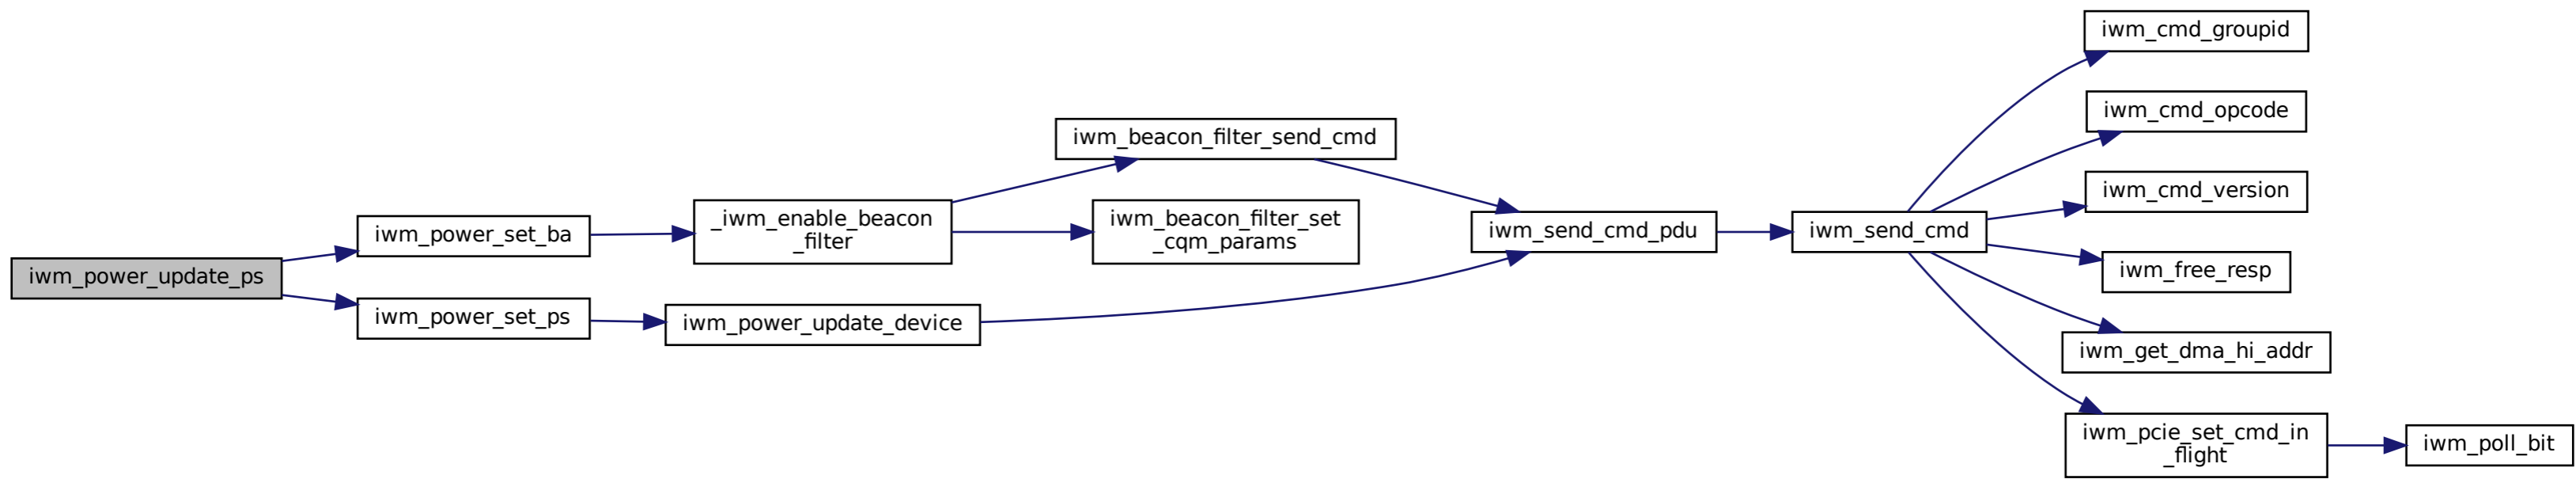 iwm_power_update_ps
iwm_power_set_ba
iwm_power_set_ps
_iwm_enable_beacon
_filter
iwm_power_update_device
iwm_beacon_filter_send_cmd
iwm_beacon_filter_set
_cqm_params
iwm_send_cmd_pdu
iwm_send_cmd
iwm_cmd_groupid
iwm_cmd_opcode
iwm_cmd_version
iwm_free_resp
iwm_get_dma_hi_addr
iwm_pcie_set_cmd_in
_flight
iwm_poll_bit